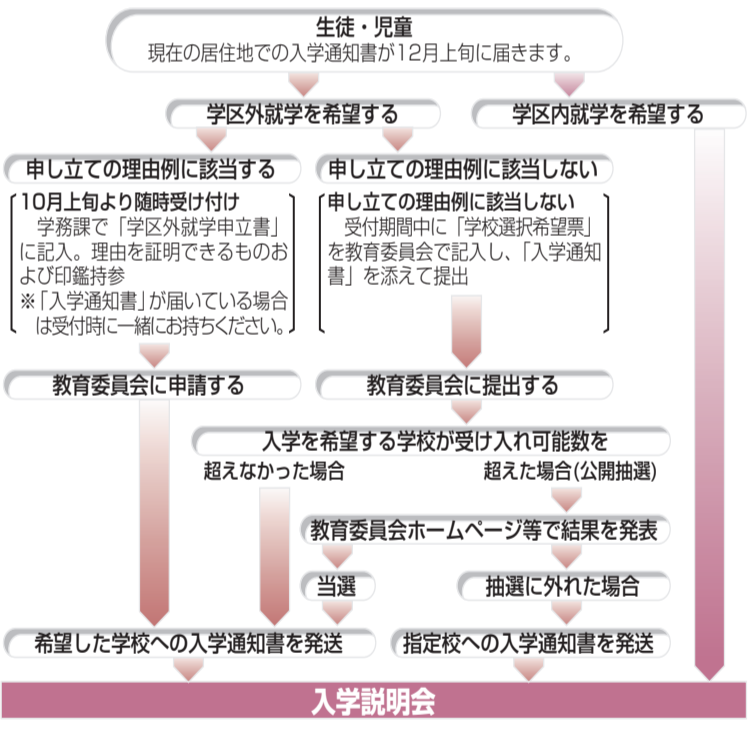 生徒・児童
現在の居住地での入学通知書が12月上旬に届きます。
学区外就学を希望する
学区内就学を希望する
申し立ての理由例に該当する
申し立ての理由例に該当しない
10月上旬より随時受け付け
学務課で「学区外就学申立書」
に記入。理由を証明できるものお
よび印鑑持参
※「入学通知書」が届いている場合
は受付時に一緒にお持ちください。
申し立ての理由例に該当しない
受付期間中に「学校選択希望票」
を教育委員会で記入し、「入学通知
書」を添えて提出
教育委員会に申請する
教育委員会に提出する
入学を希望する学校が受け入れ可能数を
超えなかった場合
超えた場合(公開抽選)
教育委員会ホームページ等で結果を発表
当選
抽選に外れた場合
希望した学校への入学通知書を発送
指定校への入学通知書を発送
入学説明会